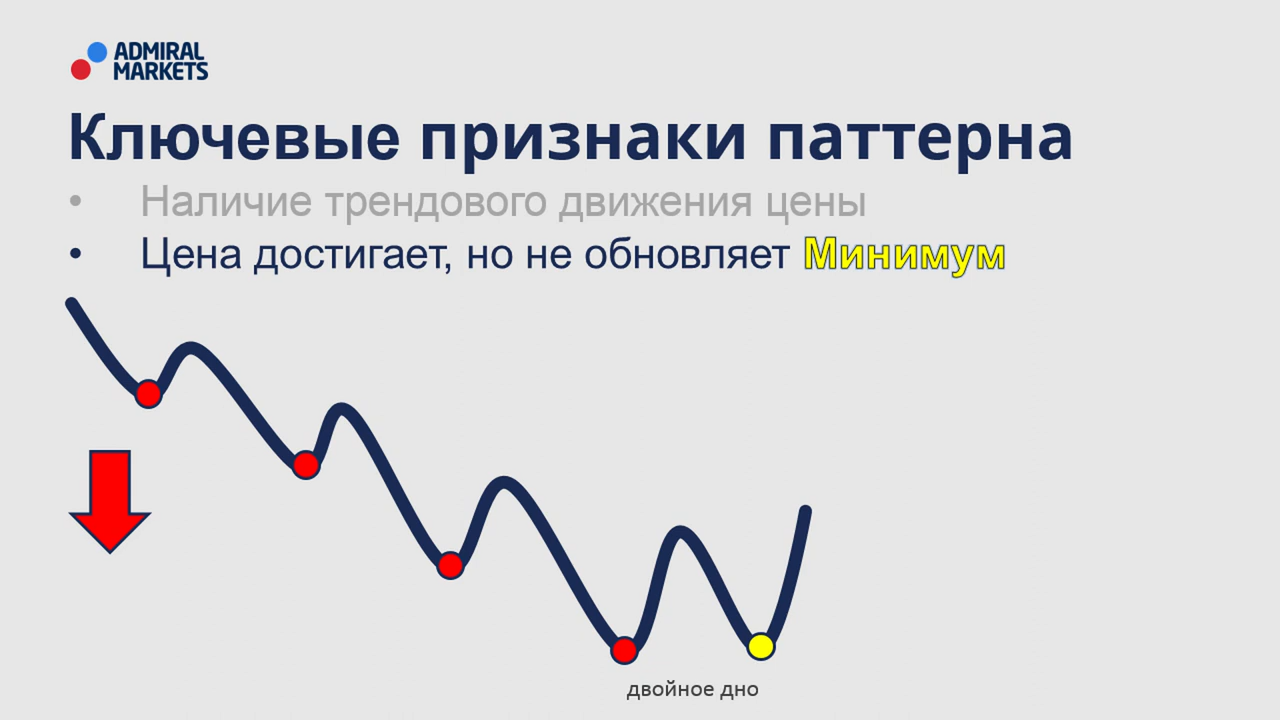 ADMIRAL
MARKETS
Ключевые признаки паттерна
• Наличие трендового движения цены
• Цена достигает, но не обновляет Минимум
двойное дно